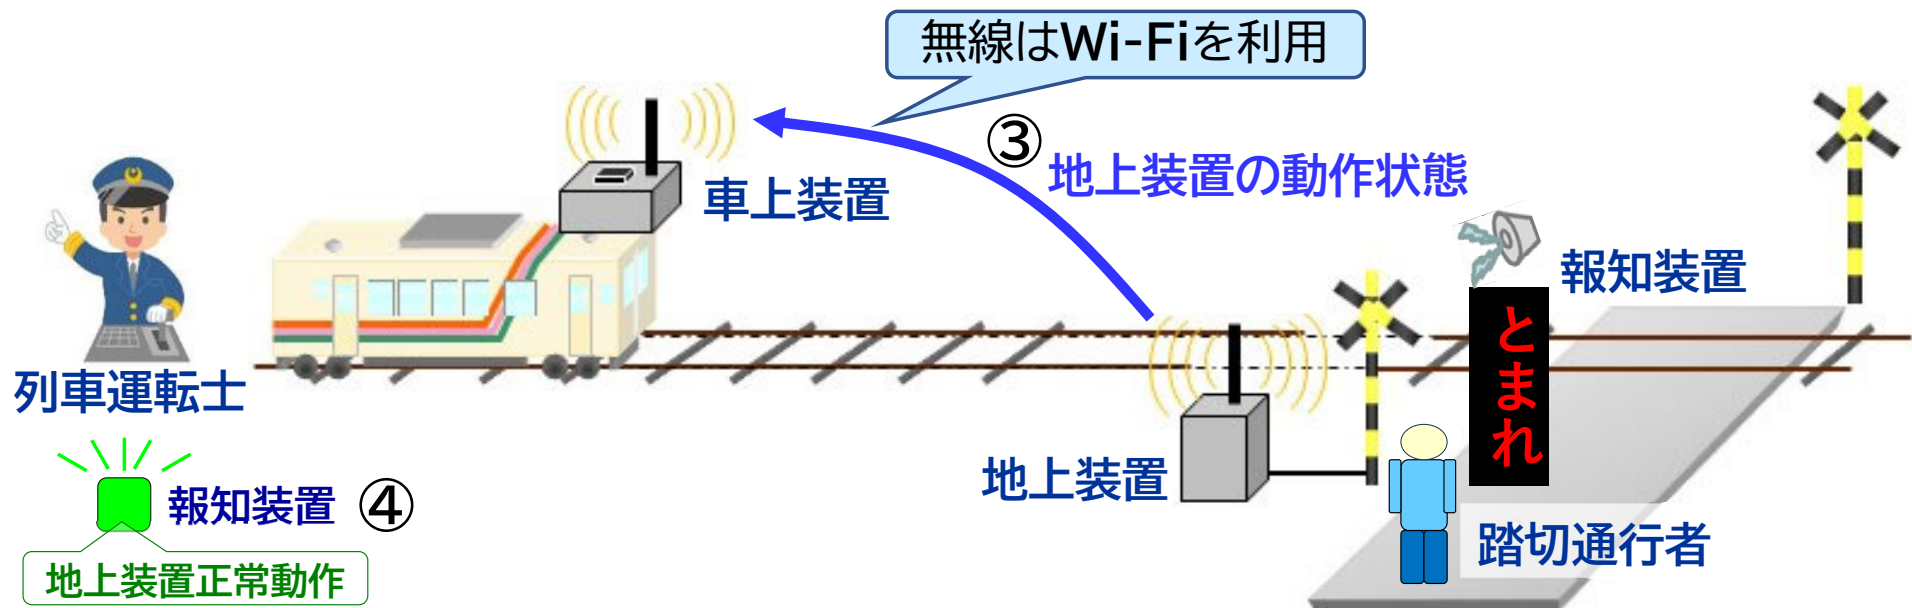 無線はWi-Fiを利用
③
地上装置の動作状態
車上装置
報知装置
とまれ
列車運転士
地上装置
報知装置 ④
踏切通行者
地上装置正常動作